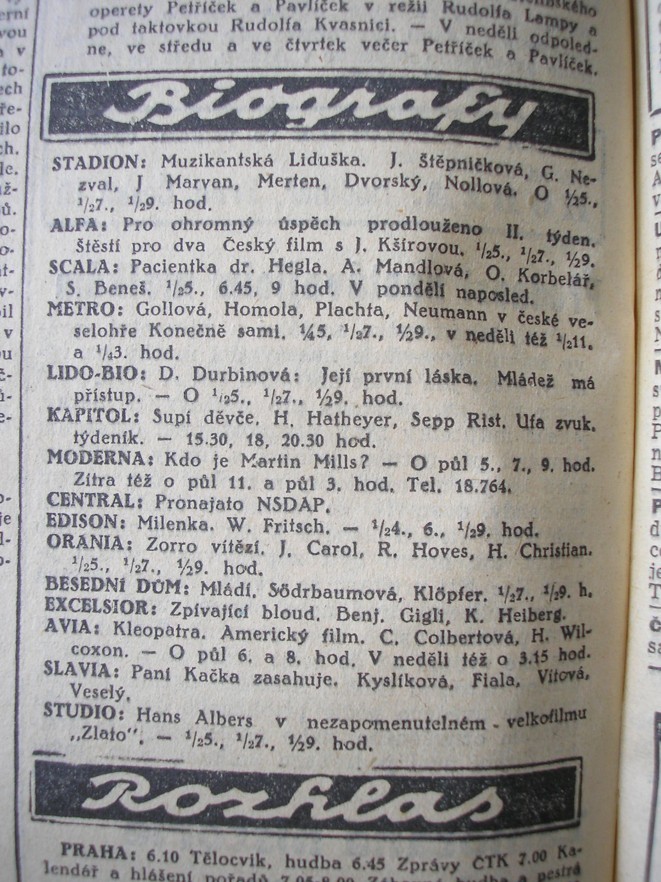 operety Petříček a Pavlíček v režii Rudolfa Lampy a
pod taktovkou Rudolfa Kvasnici. — V neděli odpoled-
ne, ve středu a ve čtvrtek večer Petříček a Pavlíček.
Biografy
STADION: Muzikantská Liduška. J. Štěpničková, G. Ne-
zval, J Marvan, Merten, Dvorský, Nollová. O ½5.,
½7., ½9. hod.
ALFA: Pro ohromný úspěch prodlouženo II. týden.
Štěstí pro dva Český film s J. Kšírovou. ½5., ½7., ½9.
SCALA: Pacientka dr. Hegla. A. Mandlová, O. Korbelář,
S. Beneš. ½5., 6.45, 9 hod. V pondělí naposled.
METRO: Gollová, Homola, Plachta, Neumann v české ve-
selohře Konečně sami. ¼5, ½7., ½9., v neděli též ½11.
a ¼3. hod.
LIDO-BIO: D. Durbinová: Její první láska. Mládež má
přístup. — O ½5., ½7., ½9. hod.
KAPITOL: Supí děvče. H. Hatheyer, Sepp Rist. Ufa zvuk.
týdeník. — 15.30, 18, 20.30 hod.
MODERNA: Kdo je Martin Mills? — O půl 5., 7., 9. hod.
Zítra též o půl 11. a půl 3. hod. Tel. 18.764.
CENTRAL: Pronajato NSDAP.
EDISON: Milenka. W. Fritsch. — ½4., 6., ½9. hod.
ORANIA: Zorro vítězí. J. Carol, R. Hoves, H. Christian.
½5., ½7., ½9. hod.
BESEDNÍ DŮM: Mládí. Södrbaumová, Klöpfer. ½7., ½9. h.
EXCELSIOR: Zpívající bloud. Benj. Gigli, K. Heiberg.
AVIA: Kleopatra. Americký film. C. Colbertová, H. Wil-
coxon. — O půl 6. a 8. hod. V neděli též o 3.15 hod.
SLAVIA: Paní Kačka zasahuje. Kyslíková, Fiala, Vítová,
Veselý.
STUDIO: Hans Albers v nezapomenutelném velkofilmu
„Zlato". — ½5., ½7., ½9. hod.
Rozhlas
PRAHA: 6.10 Tělocvik, hudba 6.45 Zprávy ČTK 7.00 Ka-
lendář a hlášení pořadů 7.05-8.00 hudba a pestrá